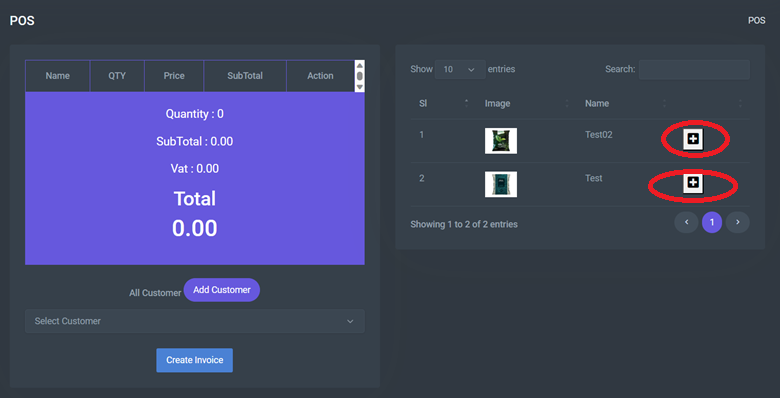 POS
POS
Name QTY Price SubTotal Action
Quantity : 0
SubTotal : 0.00
Vat : 0.00
Total
0.00
All Customer Add Customer
Select Customer
Create Invoice
Show 10 entries Search:
Sl Image Name
1 Test02
2 Test
Showing 1 to 2 of 2 entries
‹ 1 ›